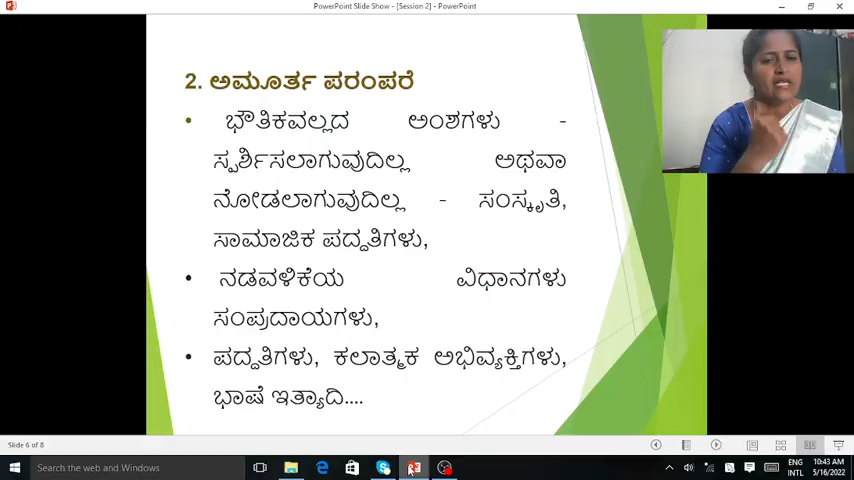 PowerPoint Slide Show - [Session 2] - PowerPoint
2. ಅಮೂರ್ತ ಪರಂಪರೆ
• ಭೌತಿಕವಲ್ಲದ ಅಂಶಗಳು -
ಸ್ಪರ್ಶಿಸಲಾಗುವುದಿಲ್ಲ ಅಥವಾ
ನೋಡಲಾಗುವುದಿಲ್ಲ - ಸಂಸ್ಕೃತಿ,
ಸಾಮಾಜಿಕ ಪದ್ದತಿಗಳು,
• ನಡವಳಿಕೆಯ ವಿಧಾನಗಳು
ಸಂಪ್ರದಾಯಗಳು,
• ಪದ್ದತಿಗಳು, ಕಲಾತ್ಮಕ ಅಭಿವ್ಯಕ್ತಿಗಳು,
ಭಾಷೆ ಇತ್ಯಾದಿ....
Slide 6 of 8
Search the web and Windows
ENG
INTL
10:43 AM
5/16/2022